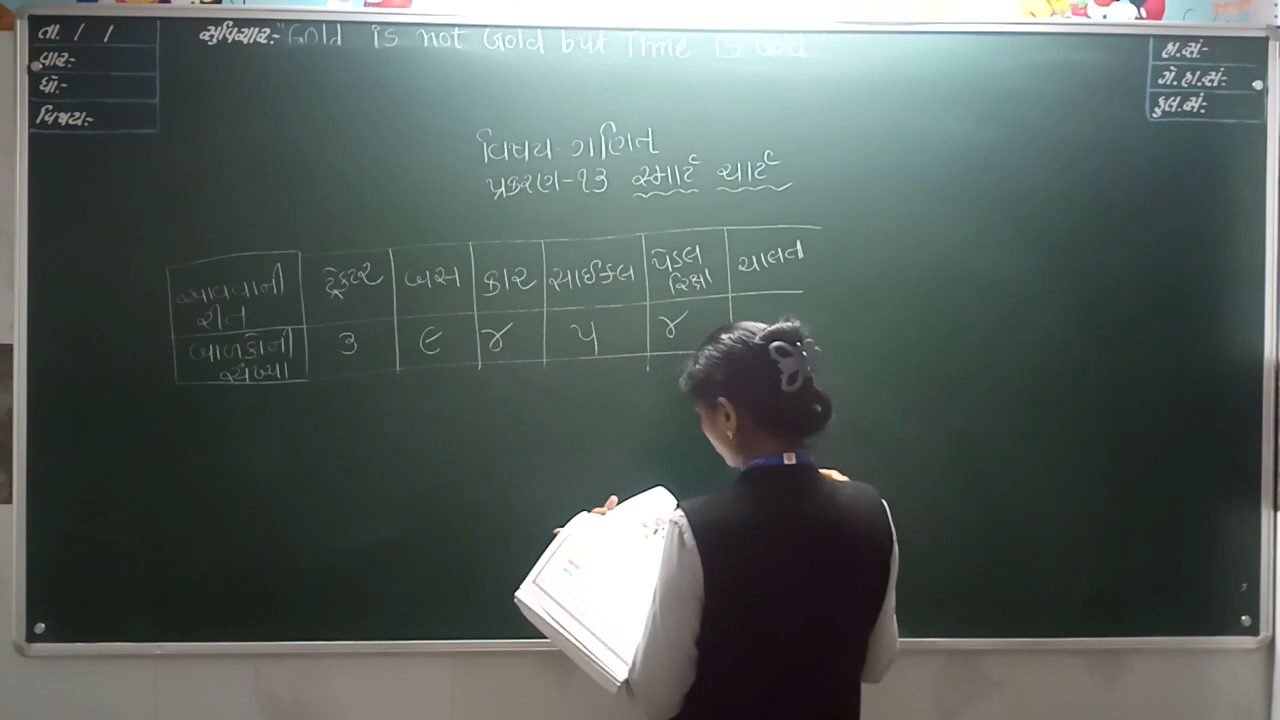 તા. / /
વાર:-
ધો:-
વિષય:-
સુવિચાર:- "Gold is not Gold but Time is Gold"
હા.સં:-
ગે.હા.સં:-
કુલ.સં:-
વિષય ગણિત
પ્રકરણ-૧૩ સ્માર્ટ ચાર્ટ
આવવાની રીત ટ્રેક્ટર બસ કાર સાઈકલ પેડલ રિક્ષા ચાલતા
બાળકોની સંખ્યા ૩ ૯ ૪ ૫ ૪